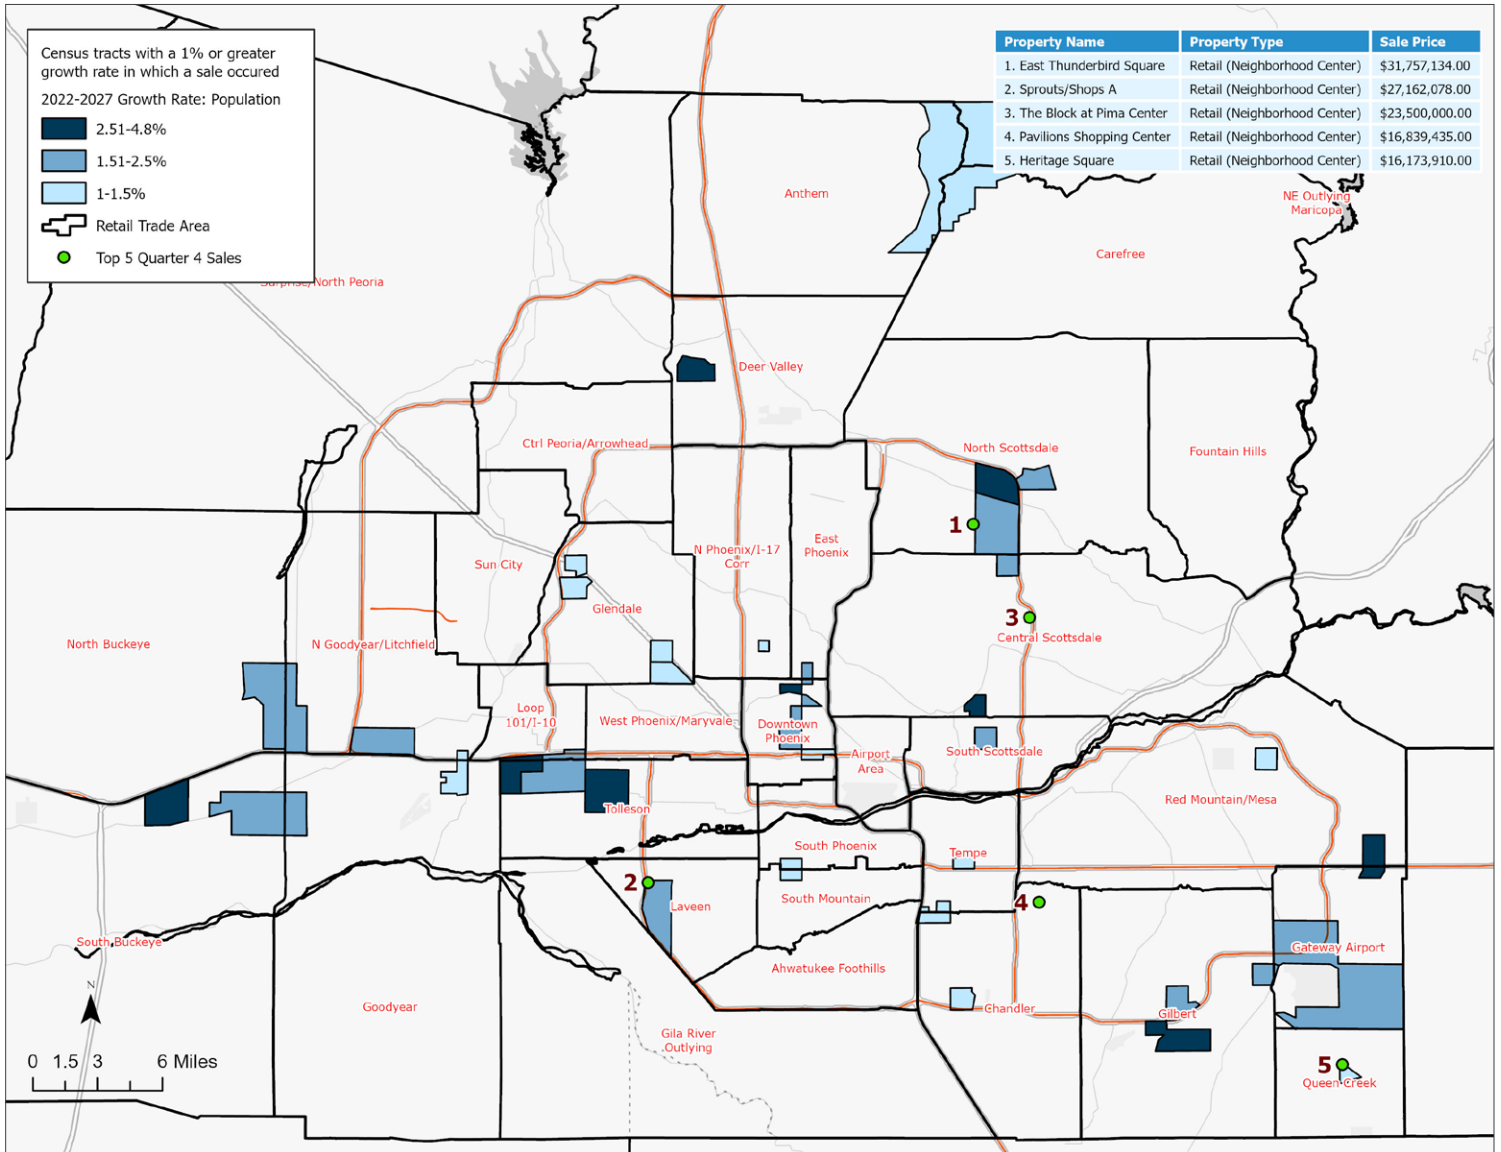 Census tracts with a 1% or greater
growth rate in which a sale occured
2022-2027 Growth Rate: Population
2.51-4.8%
1.51-2.5%
1-1.5%
Retail Trade Area
Top 5 Quarter 4 Sales
Property Name Property Type Sale Price
1. East Thunderbird Square Retail (Neighborhood Center) $31,757,134.00
2. Sprouts/Shops A Retail (Neighborhood Center) $27,162,078.00
3. The Block at Pima Center Retail (Neighborhood Center) $23,500,000.00
4. Pavilions Shopping Center Retail (Neighborhood Center) $16,839,435.00
5. Heritage Square Retail (Neighborhood Center) $16,173,910.00
Anthem
NE Outlying
Maricopa
Carefree
Surprise/North Peoria
Deer Valley
Ctrl Peoria/Arrowhead
North Scottsdale
Fountain Hills
1
East
Phoenix
N Phoenix/I-17
Corr
Sun City
Glendale
3
Central Scottsdale
North Buckeye
N Goodyear/Litchfield
Loop
101/I-10
West Phoenix/Maryvale
Downtown
Phoenix
Airport
Area
South Scottsdale
Red Mountain/Mesa
Tolleson
South Phoenix
Tempe
2
Laveen
South Mountain
4
South Buckeye
Gateway Airport
Ahwatukee Foothills
Goodyear
Chandler
Gilbert
Gila River
Outlying
5
Queen Creek
N
0 1.5 3 6 Miles